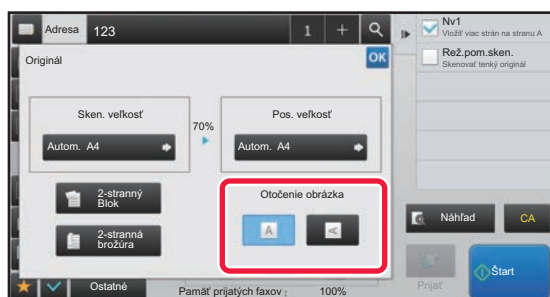 Adresa 123 1 +
Originál OK
Sken. veľkosť
Autom. A4
70%
Pos. veľkosť
Autom. A4
2-stranný
Blok
2-stranná
brožúra
Otočenie obrázka
A A
Ostatné
Pamäť prijatých faxov : 100%
Nv1
Vložiť viac strán na stranu A
Rež.pom.sken.
Skenovať tenký originál
Náhľad CA
Prijať
Štart